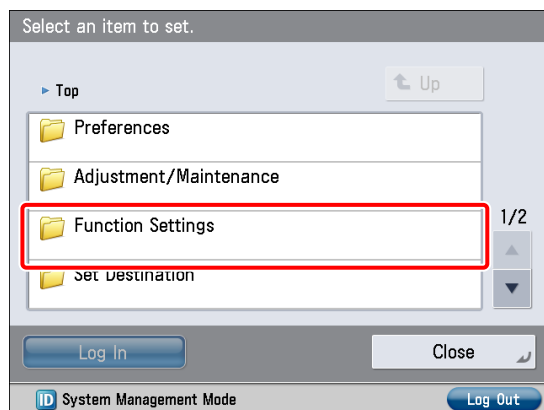 Select an item to set.
Top
Up
Preferences
Adjustment/Maintenance
Function Settings
1/2
Set Destination
Log In
Close
ID System Management Mode
Log Out